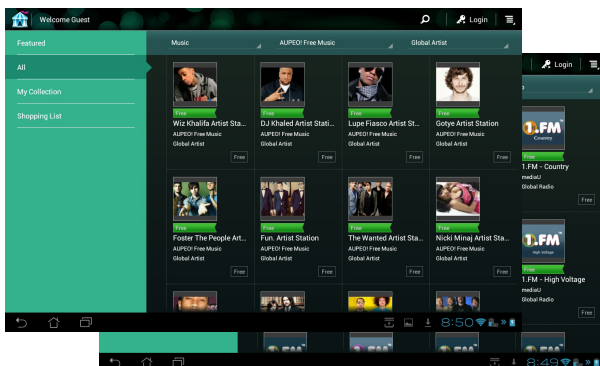 Welcome Guest
Login
Featured
All
My Collection
Shopping List
Music
AUPEO! Free Music
Global Artist
Free
Wiz Khalifa Artist Sta...
AUPEO! Free Music
Global Artist
Free
Free
DJ Khaled Artist Stati...
AUPEO! Free Music
Global Artist
Free
Free
Lupe Fiasco Artist St...
AUPEO! Free Music
Global Artist
Free
Free
Gotye Artist Station
AUPEO! Free Music
Global Artist
Free
Free
Foster The People Art...
AUPEO! Free Music
Global Artist
Free
Free
Fun. Artist Station
AUPEO! Free Music
Global Artist
Free
Free
The Wanted Artist Sta...
AUPEO! Free Music
Global Artist
Free
Free
Nicki Minaj Artist Sta...
AUPEO! Free Music
Global Artist
Free
8:50
Login
1.FM
Country
Free
1.FM - Country
mediaU
Global Radio
Free
1.FM
High Voltage
Free
1.FM - High Voltage
mediaU
Global Radio
Free
8:49